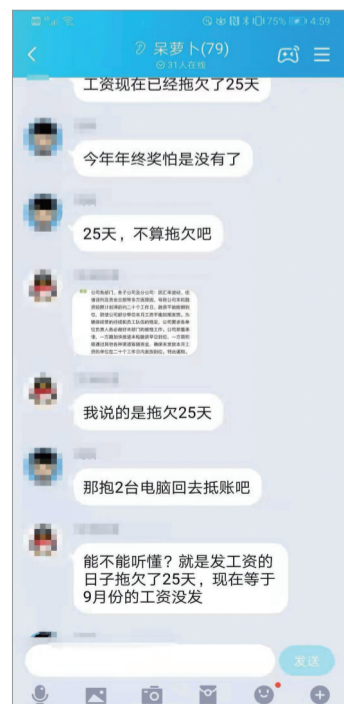 75% 4:59
呆萝卜(79)
31人在线
工资现在已经拖欠了25天
今年年终奖怕是没有了
25天，不算拖欠吧
我说的是拖欠25天
那抱2台电脑回去抵账吧
能不能听懂？就是发工资的
日子拖欠了25天，现在等于
9月份的工资没发
发送